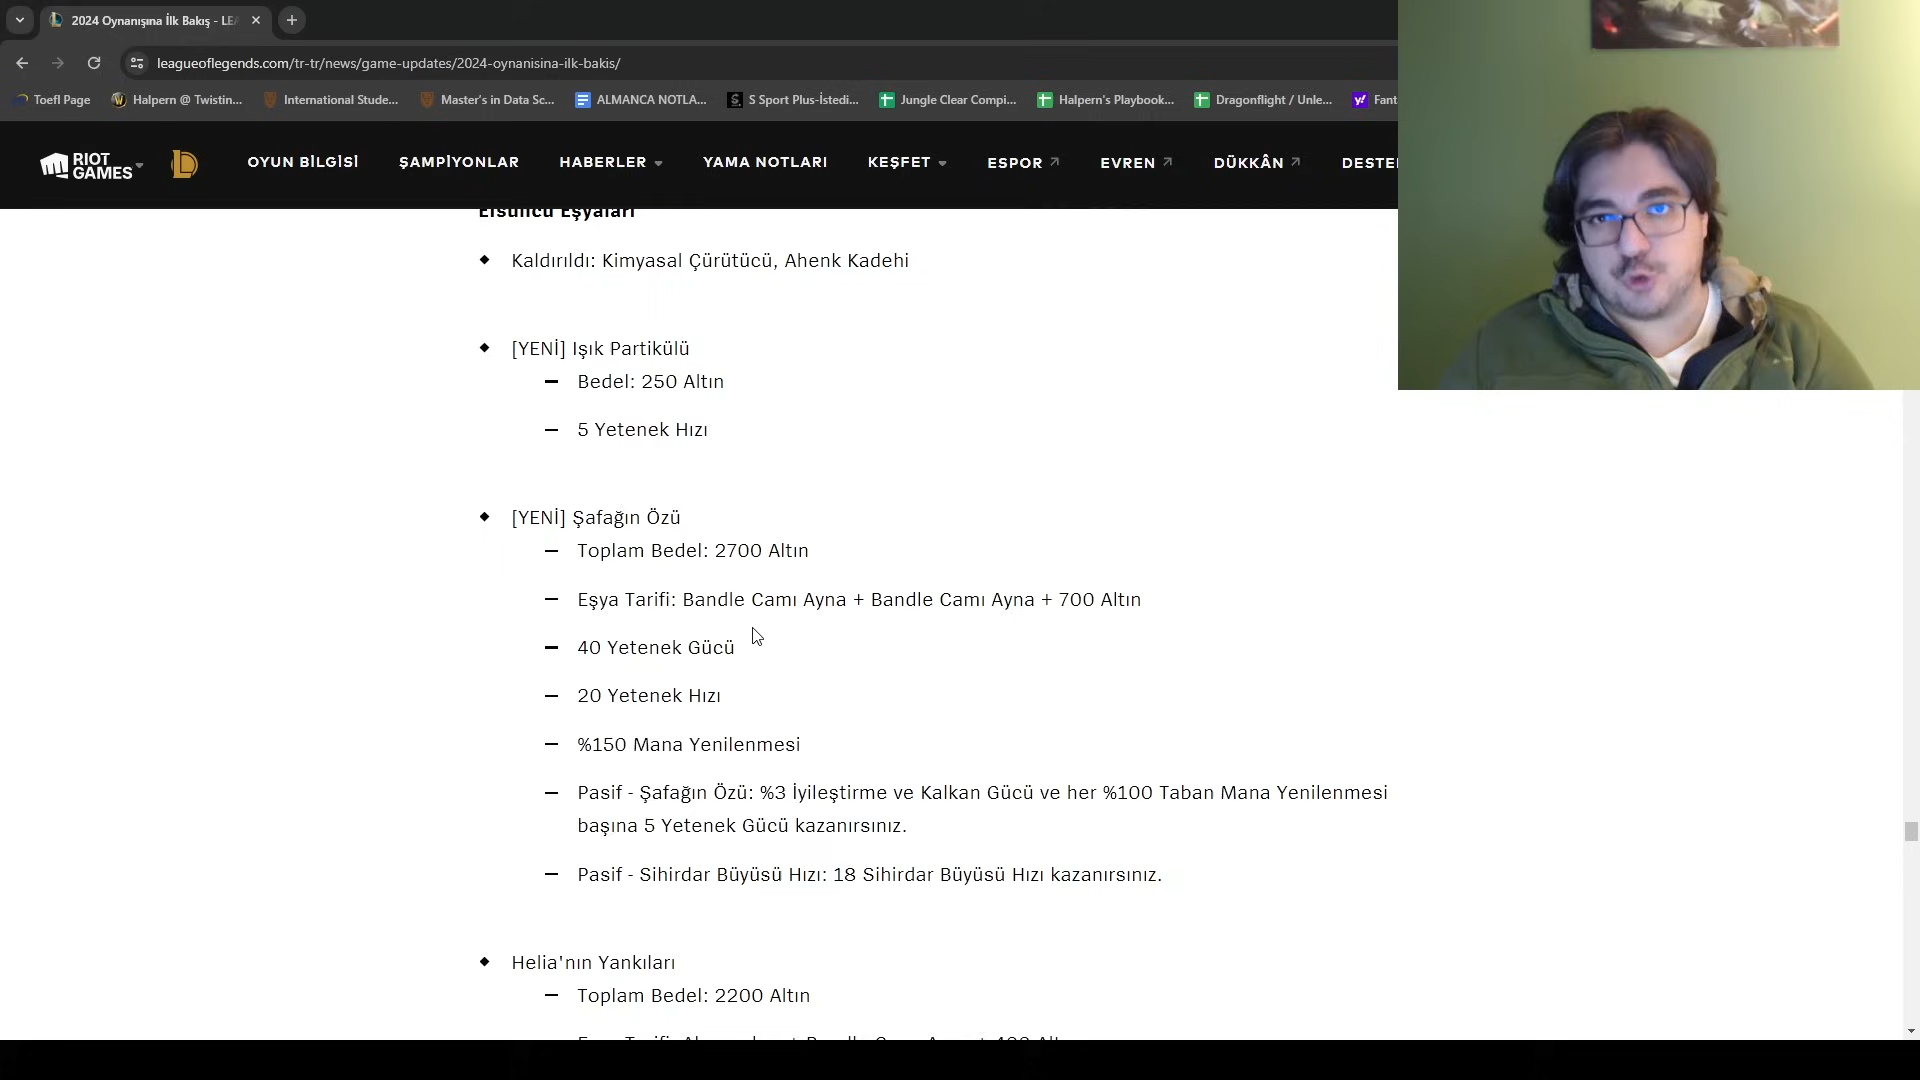 2024 Oynanışına İlk Bakış - LEA
leagueoflegends.com/tr-tr/news/game-updates/2024-oynanisina-ilk-bakis/
Toefl Page
Halpern @ Twistin...
International Stude...
Master's in Data Sc...
ALMANCA NOTLA...
S Sport Plus-İstedi...
Jungle Clear Compi...
Halpern's Playbook...
Dragonflight / Unle...
Fant
RIOT
GAMES
OYUN BİLGİSİ
ŞAMPİYONLAR
HABERLER
YAMA NOTLARI
KEŞFET
ESPOR
EVREN
DÜKKÂN
DESTE
Efsuncu Eşyaları
Kaldırıldı: Kimyasal Çürütücü, Ahenk Kadehi
[YENİ] Işık Partikülü
Bedel: 250 Altın
5 Yetenek Hızı
[YENİ] Şafağın Özü
Toplam Bedel: 2700 Altın
Eşya Tarifi: Bandle Camı Ayna + Bandle Camı Ayna + 700 Altın
40 Yetenek Gücü
20 Yetenek Hızı
%150 Mana Yenilenmesi
Pasif - Şafağın Özü: %3 İyileştirme ve Kalkan Gücü ve her %100 Taban Mana Yenilenmesi
başına 5 Yetenek Gücü kazanırsınız.
Pasif - Sihirdar Büyüsü Hızı: 18 Sihirdar Büyüsü Hızı kazanırsınız.
Helia'nın Yankıları
Toplam Bedel: 2200 Altın